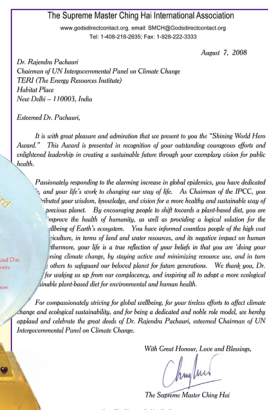 The Supreme Master Ching Hai International Association
www.godsdirectcontact.org, email: SMCH@Godsdirectcontact.org
Tel: 1-408-218-2635; Fax: 1-928-222-3333
August 7, 2008
Dr. Rajendra Pachauri
Chairman of UN Intergovernmental Panel on Climate Change
TERI (The Energy Resources Institute)
Habitat Place
New Delhi – 110003, India
Esteemed Dr. Pachauri,
It is with great pleasure and admiration that we present to you the "Shining World Hero
Award." This Award is presented in recognition of your outstanding courageous efforts and
enlightened leadership in creating a sustainable future through your exemplary vision for public
health.
Passionately responding to the alarming increase in global epidemics, you have dedicated
and your life's work to changing our way of life. As Chairman of the IPCC, you
your wisdom, knowledge, and vision for a more healthy and sustainable way of
precious planet. By encouraging people to shift towards a plant-based diet, you are
improve the health of humanity, as well as providing a logical solution for the
of Earth's ecosystem. You have informed countless people of the high cost
in terms of land and water resources, and its negative impact on human
your life is a true reflection of your beliefs in that you are 'doing your
climate change, by staying active and minimizing resource use, and in turn
others to safeguard our beloved planet for future generations. We thank you, Dr.
for waking us up from our complacency, and inspiring all to adopt a more ecological
plant-based diet for environmental and human health.
For compassionately striving for global wellbeing, for your tireless efforts to affect climate
change and ecological sustainability, and for being a dedicated and noble role model, we hereby
applaud and celebrate the great deeds of Dr. Rajendra Pachauri, esteemed Chairman of UN
Intergovernmental Panel on Climate Change.
With Great Honour, Love and Blessings,
The Supreme Master Ching Hai